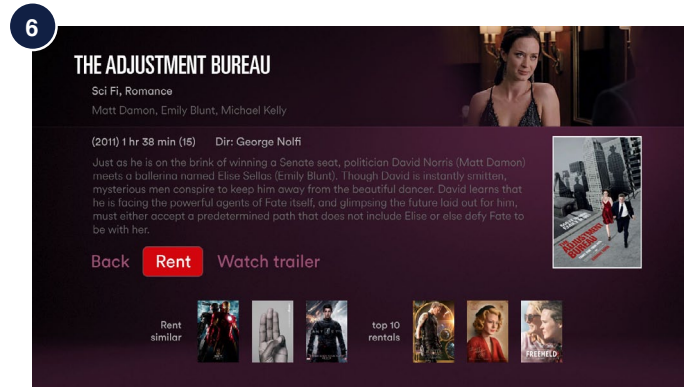 6
THE ADJUSTMENT BUREAU
Sci Fi, Romance
Matt Damon, Emily Blunt, Michael Kelly
(2011) 1 hr 38 min (15) Dir: George Nolfi
Just as he is on the brink of winning a Senate seat, politician David Norris (Matt Damon)
meets a ballerina named Elise Sellas (Emily Blunt). Though David is instantly smitten,
mysterious men conspire to keep him away from the beautiful dancer. David learns that
he is facing the powerful agents of Fate itself, and glimpsing the future laid out for him,
must either accept a predetermined path that does not include Elise or else defy Fate to
be with her.
ADJUSTMENT
BUREAU
Back Rent Watch trailer
Rent
similar
top 10
rentals
FREEHELD